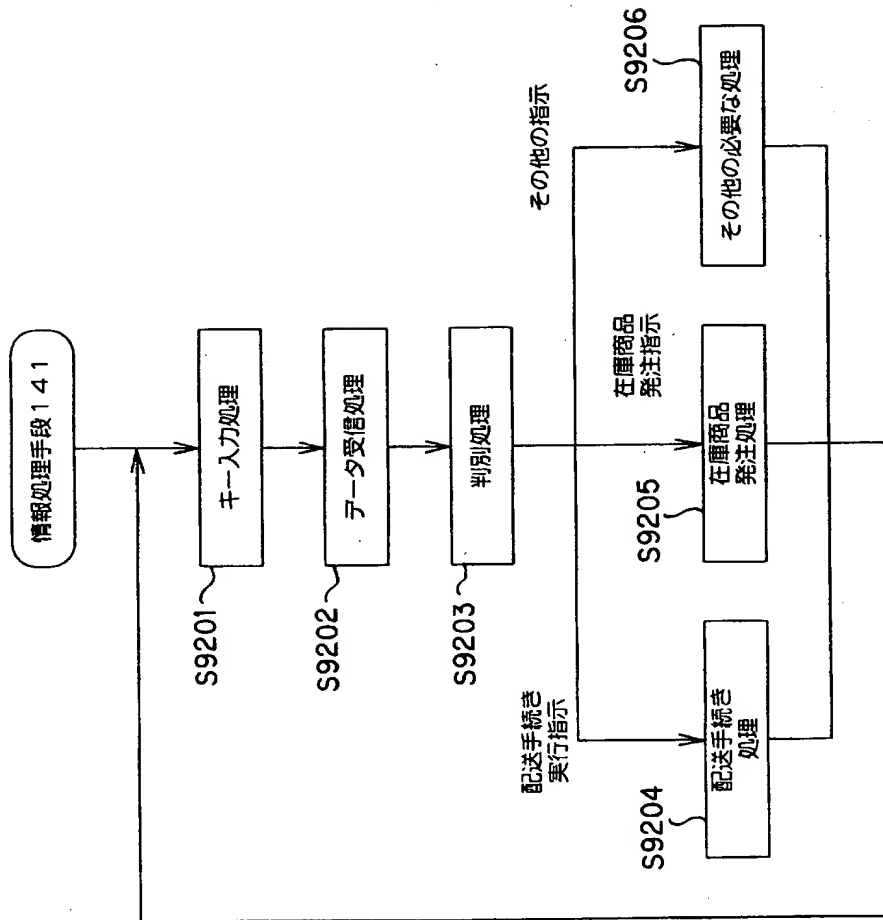 情報処理手段141
S9201
キー入力処理
S9202
データ受信処理
S9203
判別処理
配送手続き
実行指示
在庫商品
発注指示
その他の指示
S9204
配送手続き
処理
S9205
在庫商品
発注処理
S9206
その他の必要な処理